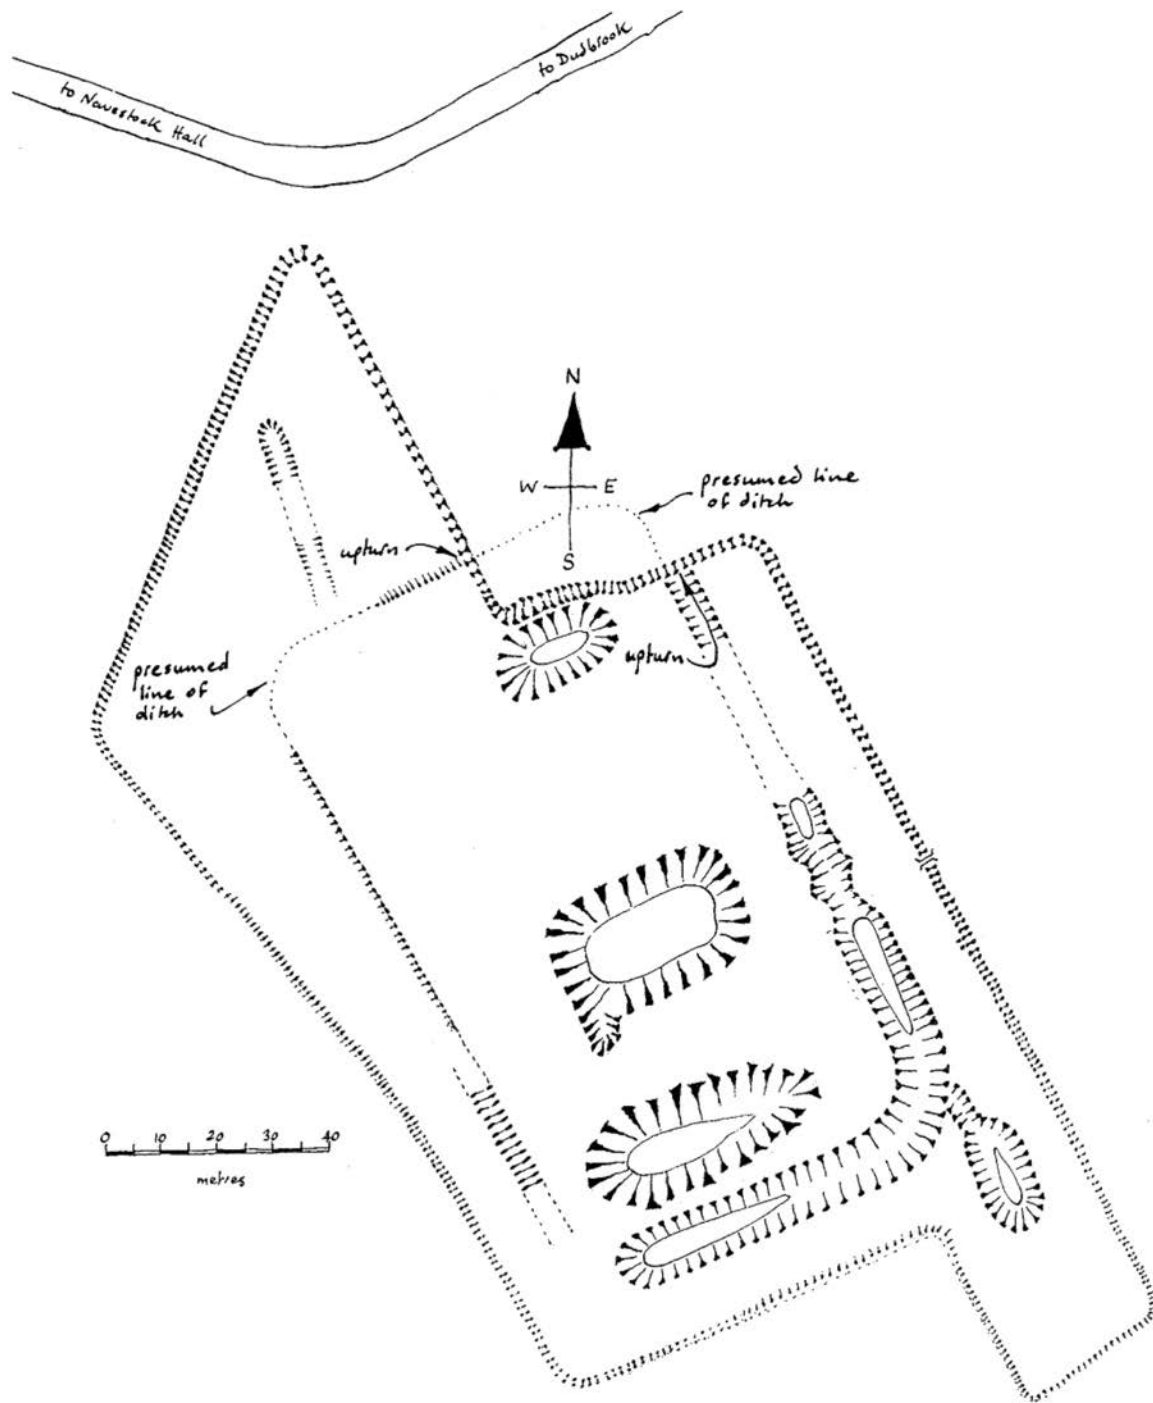 to Navestock Hall
to Dudbrook
N
W E
S
presumed line
of ditch
upturn
upturn
presumed
line of
ditch
0 10 20 30 40
metres